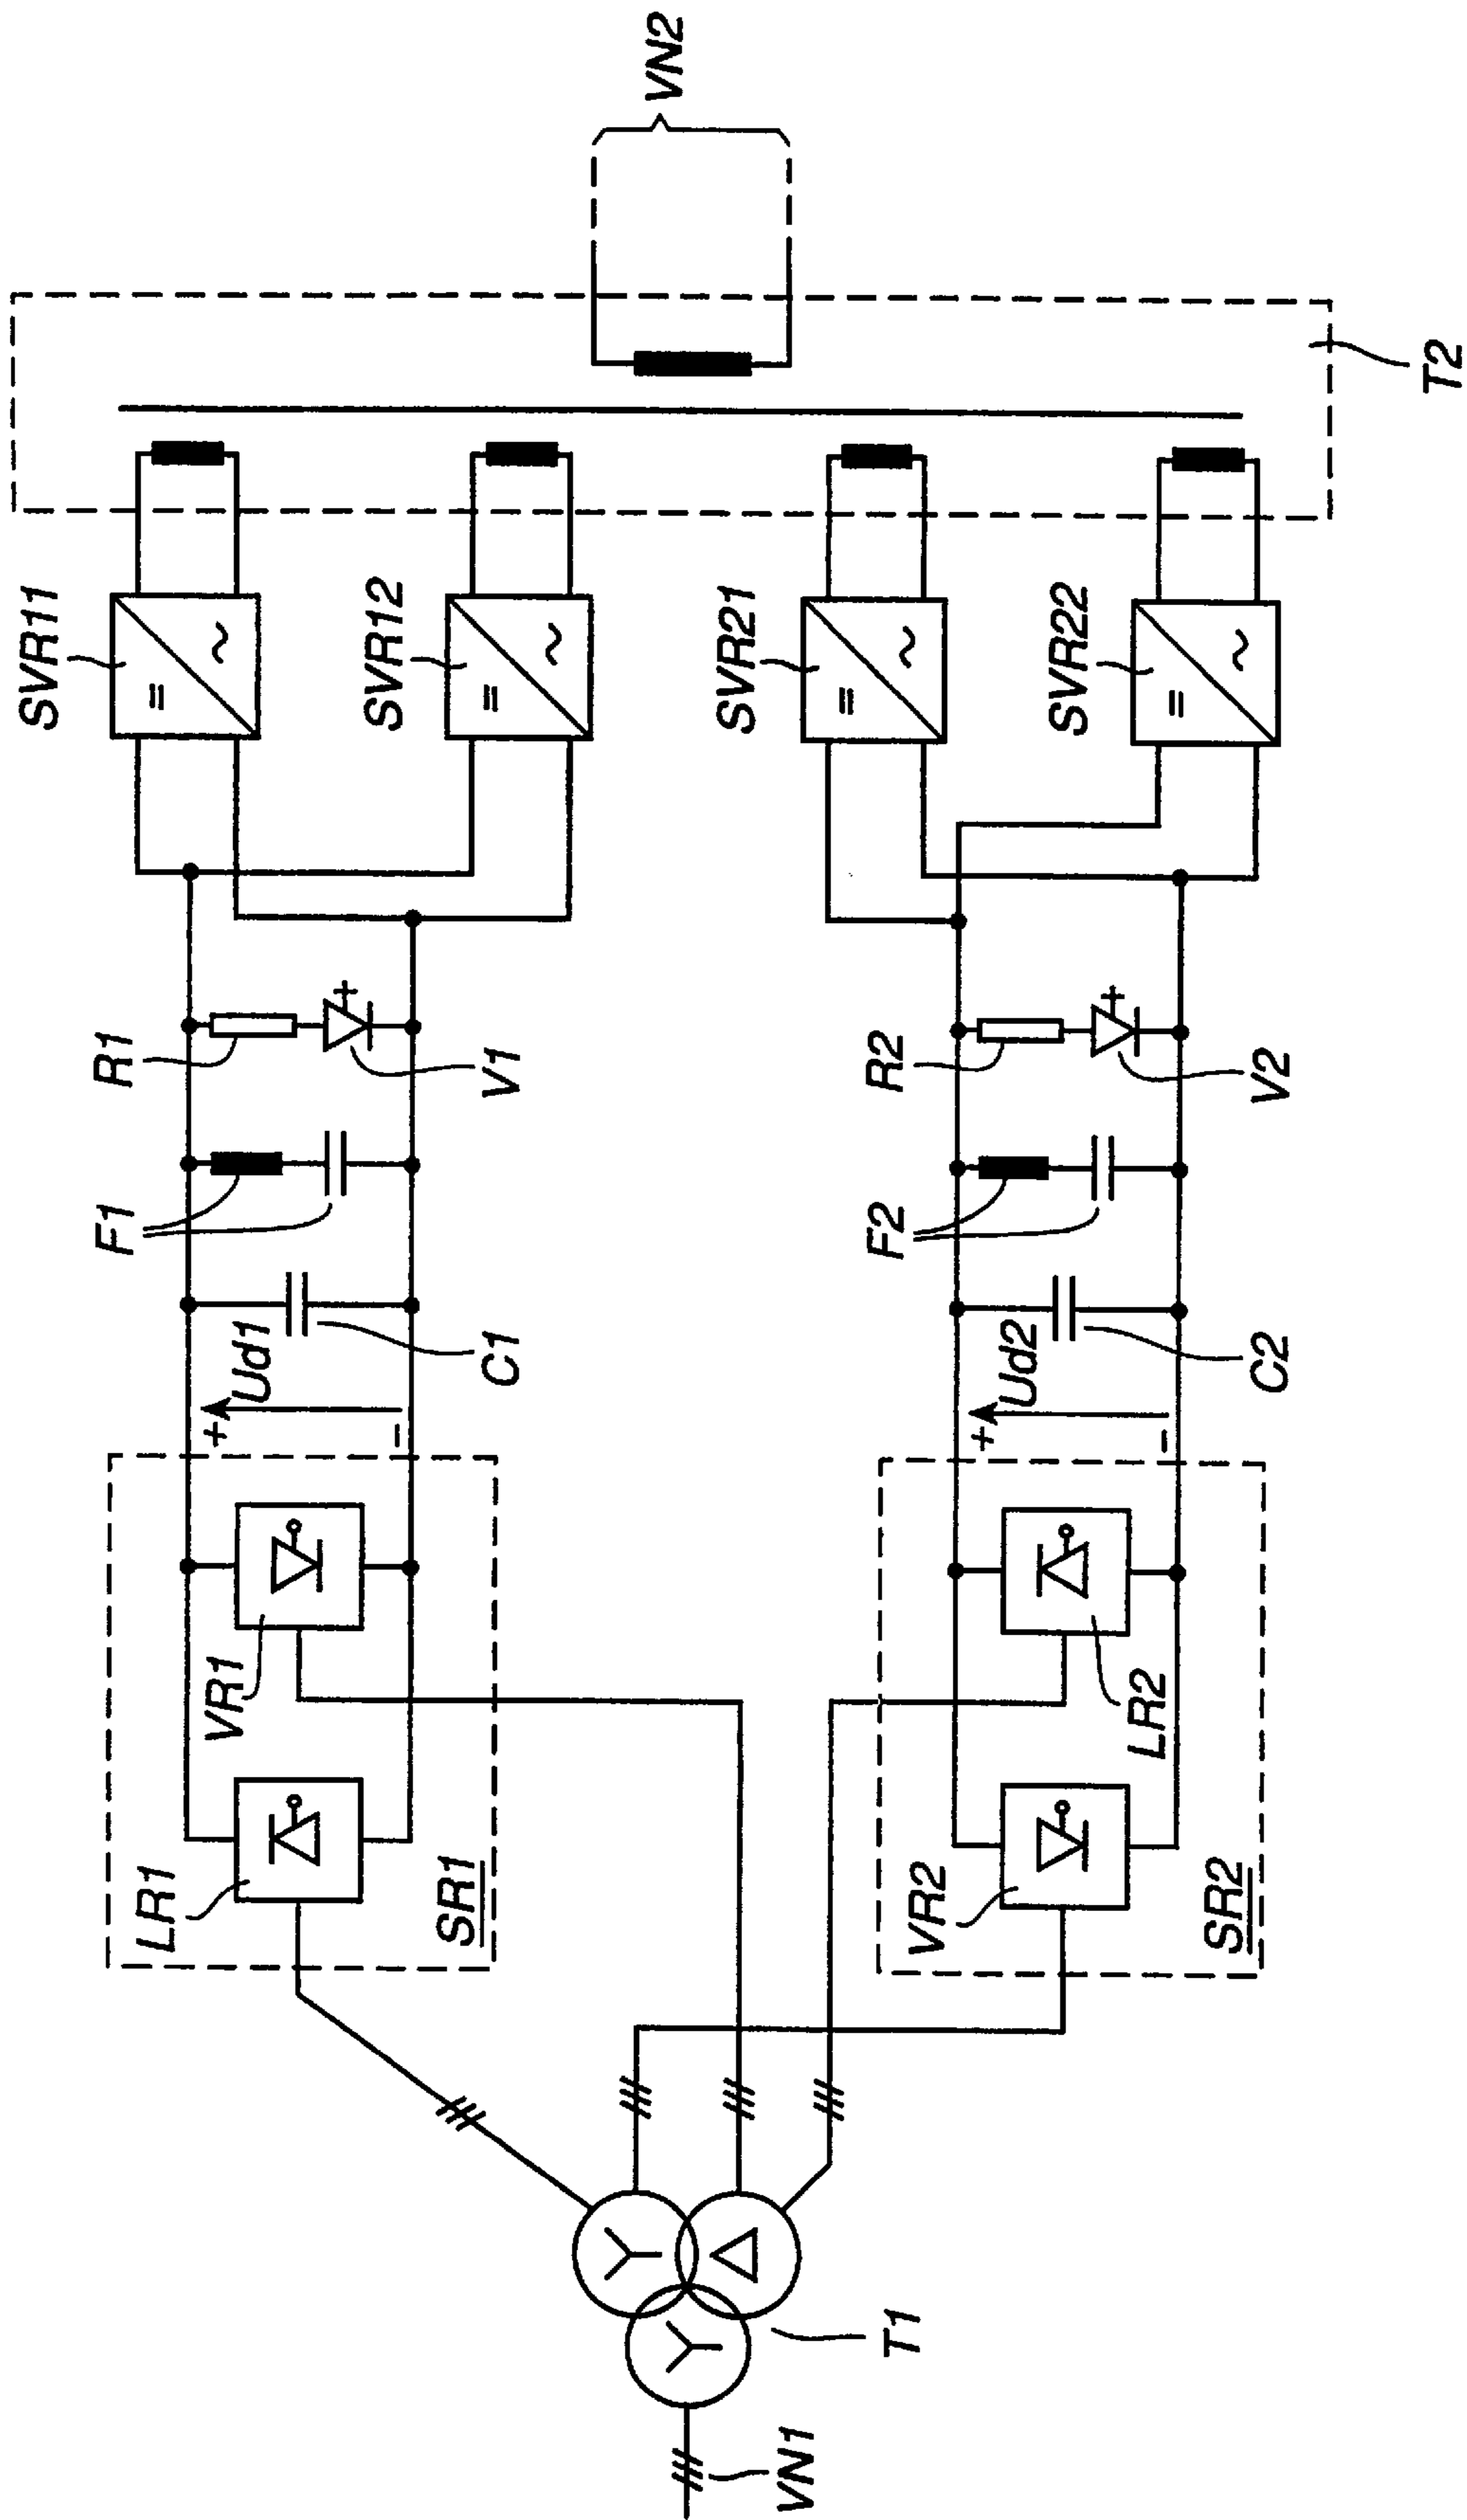 VN1
T1
LR1
VR1
SR1
VR2
LR2
SR2
+
Ud1
−
C1
F1
R1
V1
+
Ud2
−
C2
F2
R2
V2
SVR11
=
~
SVR12
=
~
SVR21
=
~
SVR22
=
~
T2
VN2